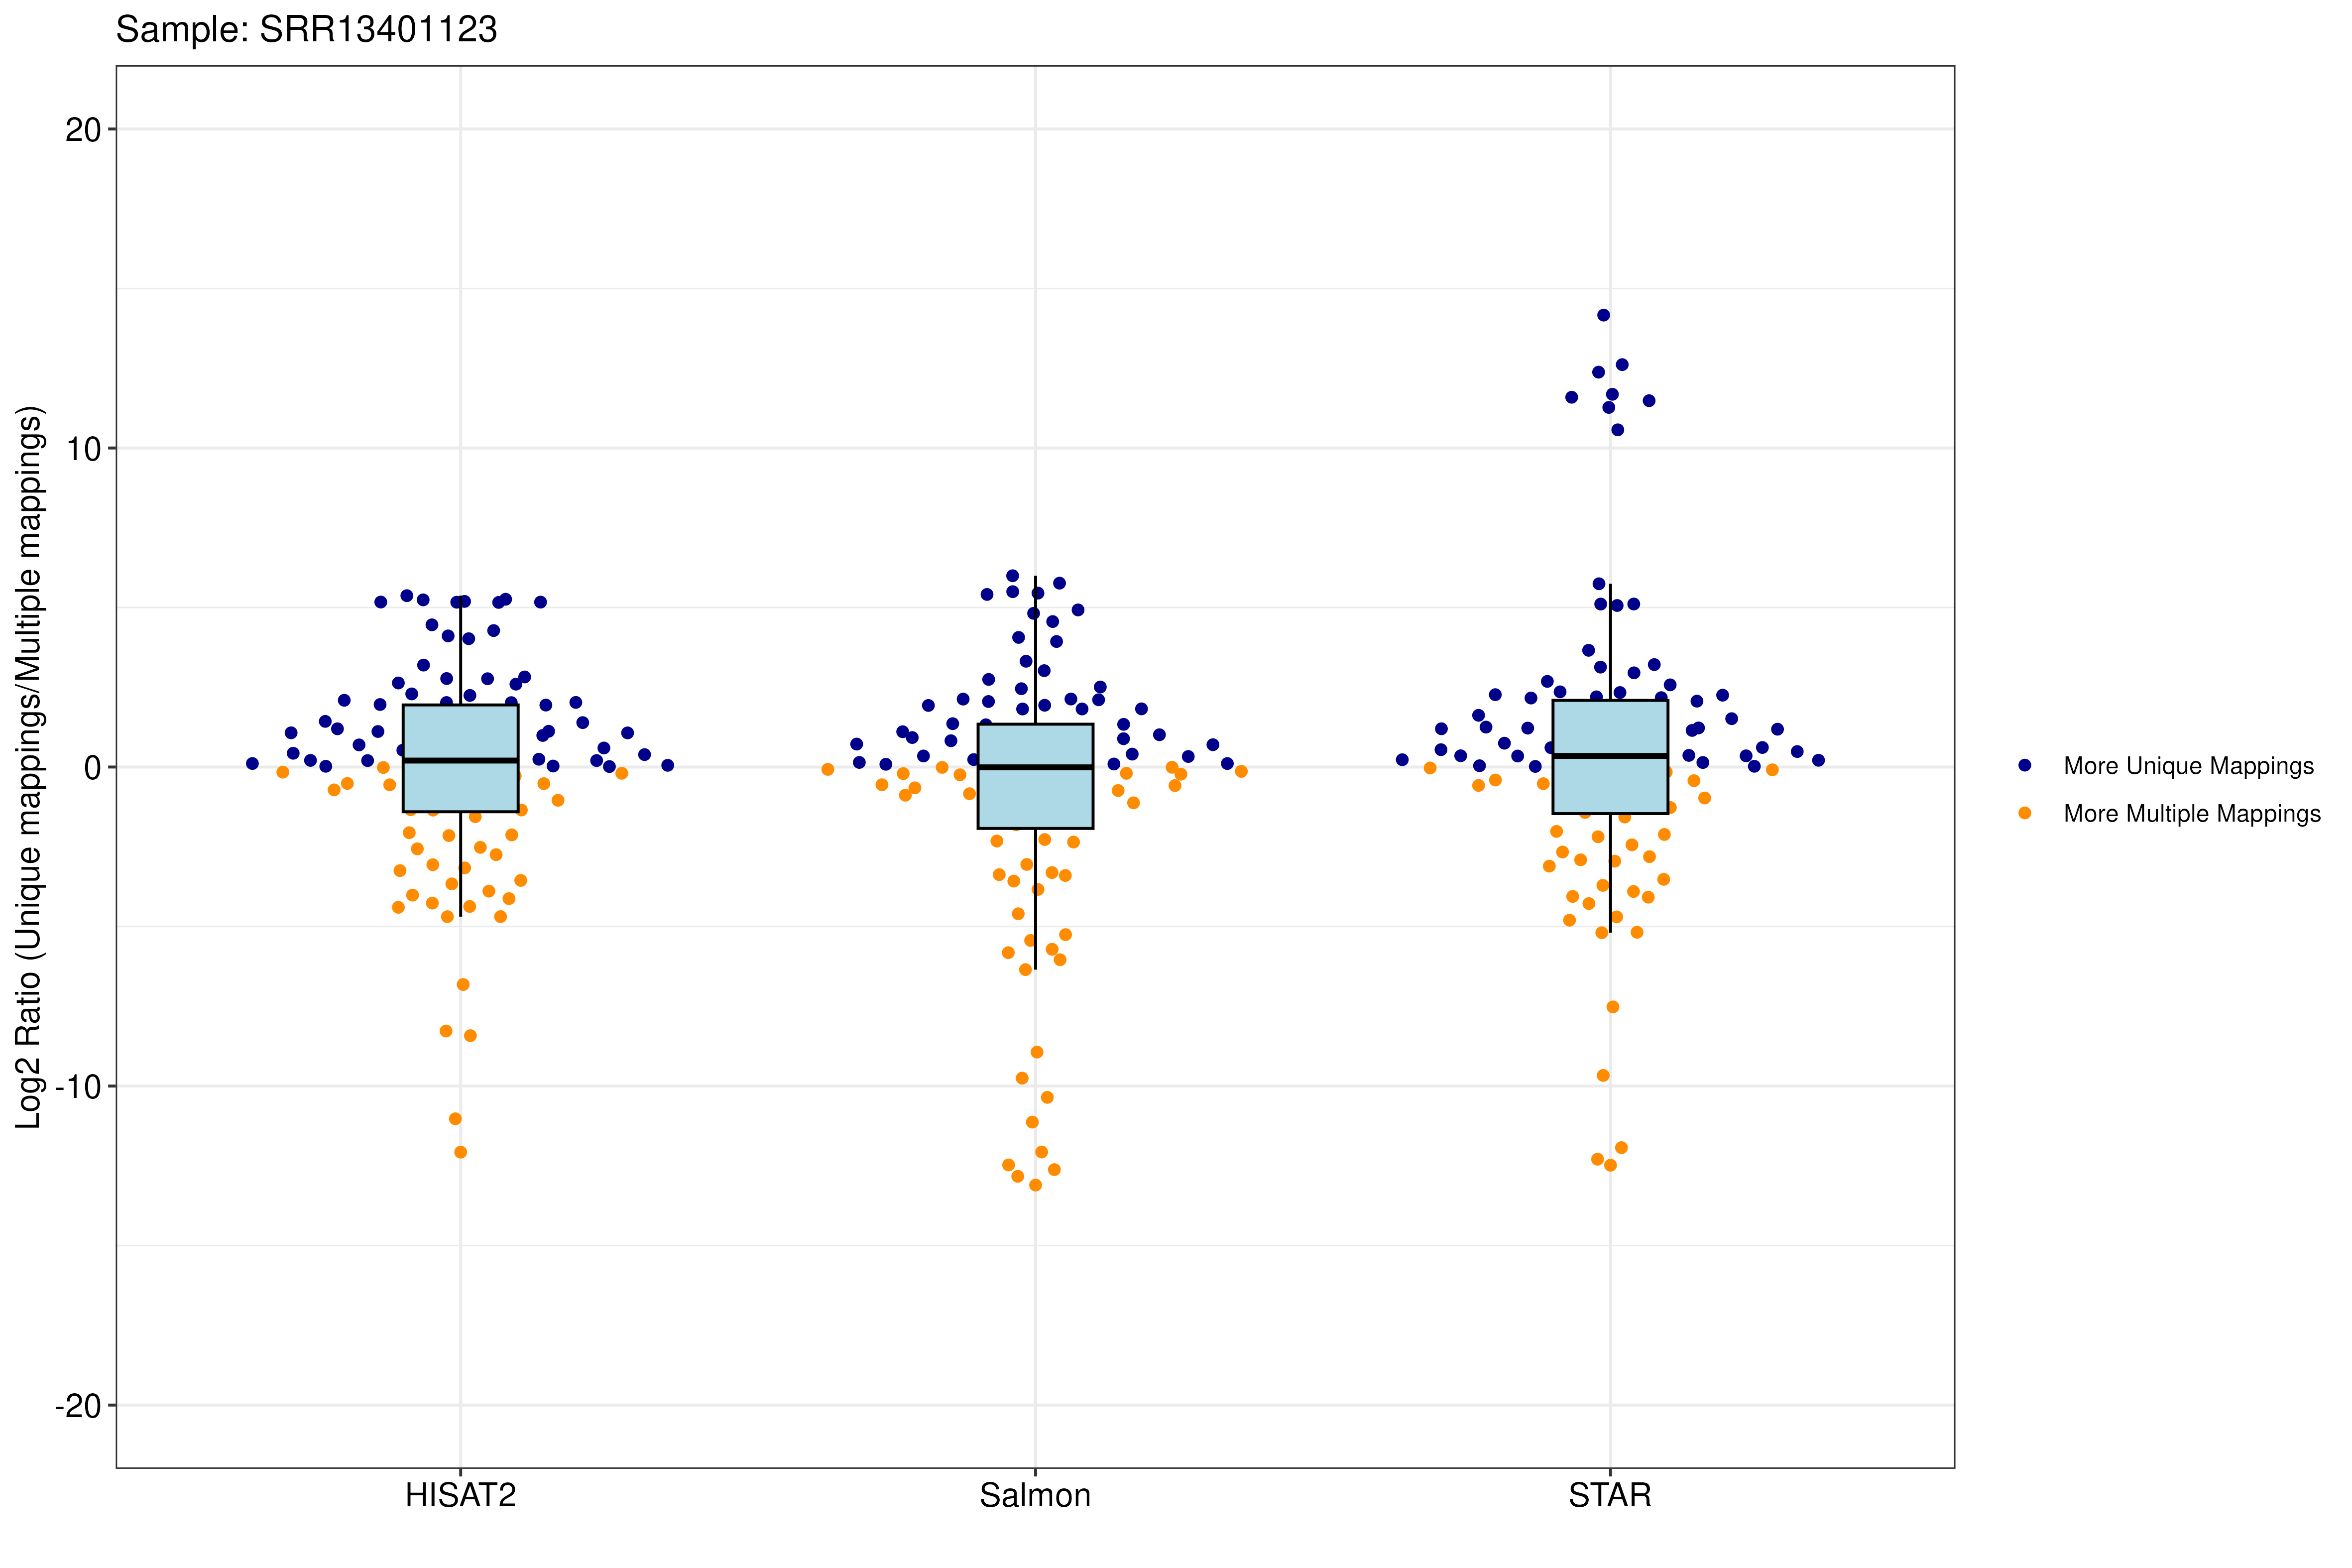 Sample: SRR13401123
Log2 Ratio (Unique mappings/Multiple mappings)
20
10
0
-10
-20
HISAT2
Salmon
STAR
More Unique Mappings
More Multiple Mappings